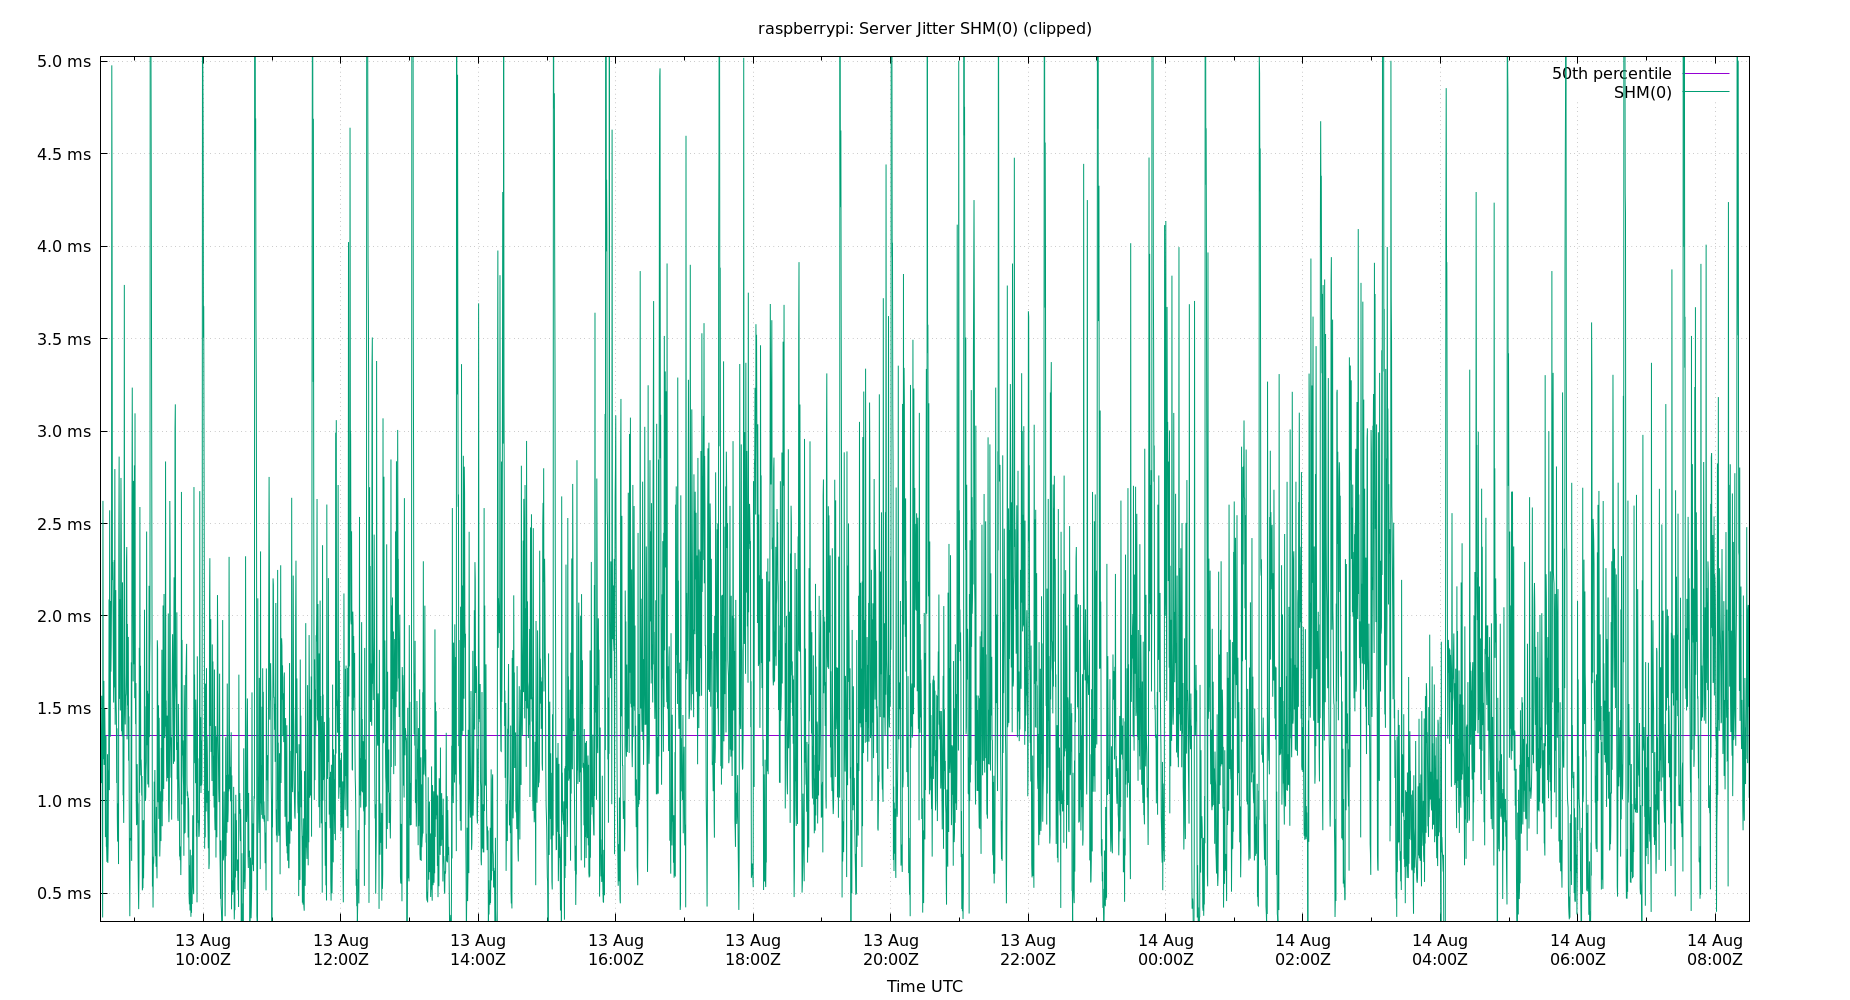 raspberrypi: Server Jitter SHM(0) (clipped)
5.0 ms
50th percentile
SHM(0)
4.5 ms
4.0 ms
3.5 ms
3.0 ms
2.5 ms
2.0 ms
1.5 ms
1.0 ms
0.5 ms
13 Aug 13 Aug 13 Aug 13 Aug 13 Aug 13 Aug 13 Aug 14 Aug 14 Aug 14 Aug 14 Aug 14 Aug
10:00Z 12:00Z 14:00Z 16:00Z 18:00Z 20:00Z 22:00Z 00:00Z 02:00Z 04:00Z 06:00Z 08:00Z
Time UTC